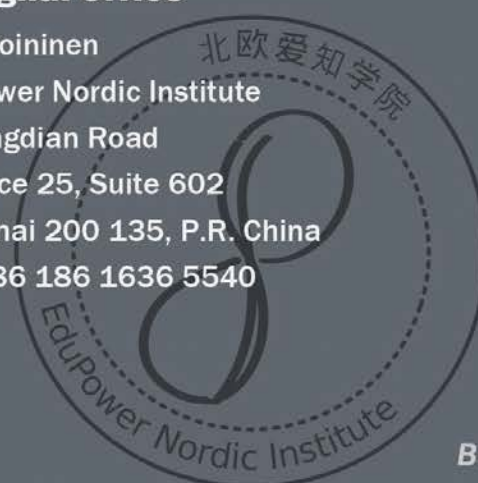 oininen
wer Nordic Institute
gdian Road
ce 25, Suite 602
hai 200 135, P.R. China
86 186 1636 5540
北欧爱知学院
EduPower Nordic Institute
B